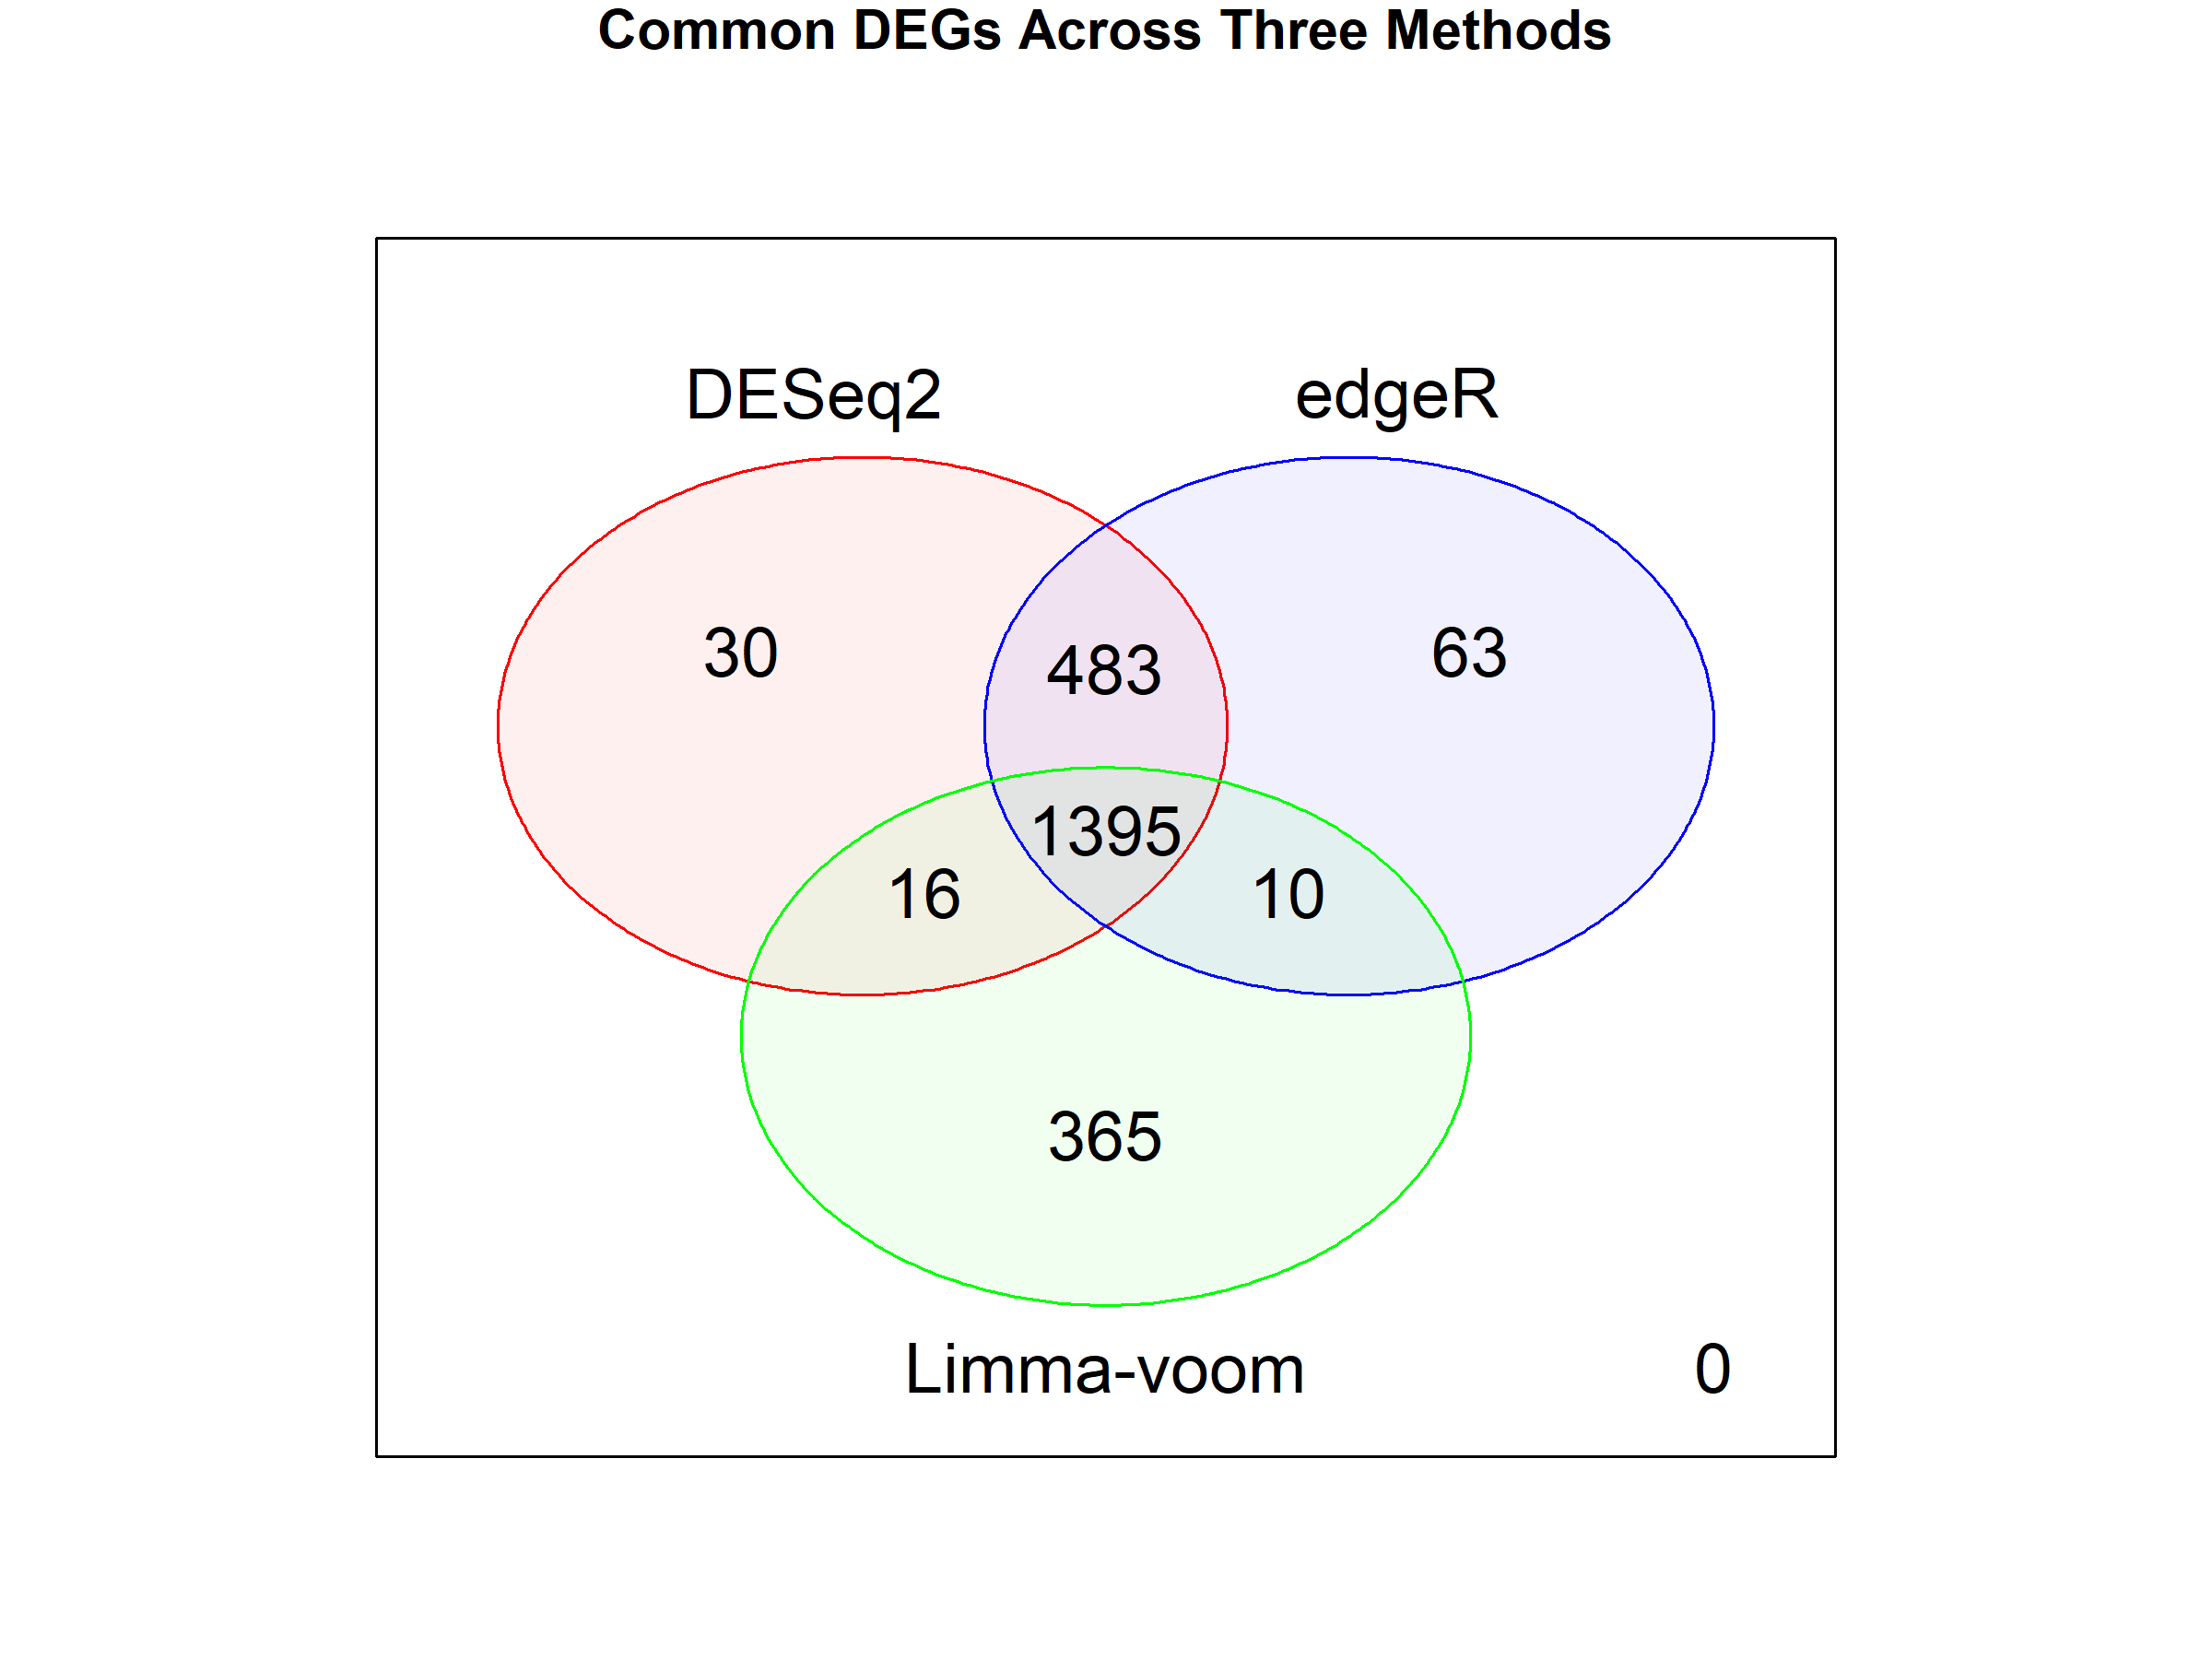 Common DEGs Across Three Methods
DESeq2 edgeR
30 483 63
1395
16 10
365
Limma-voom 0